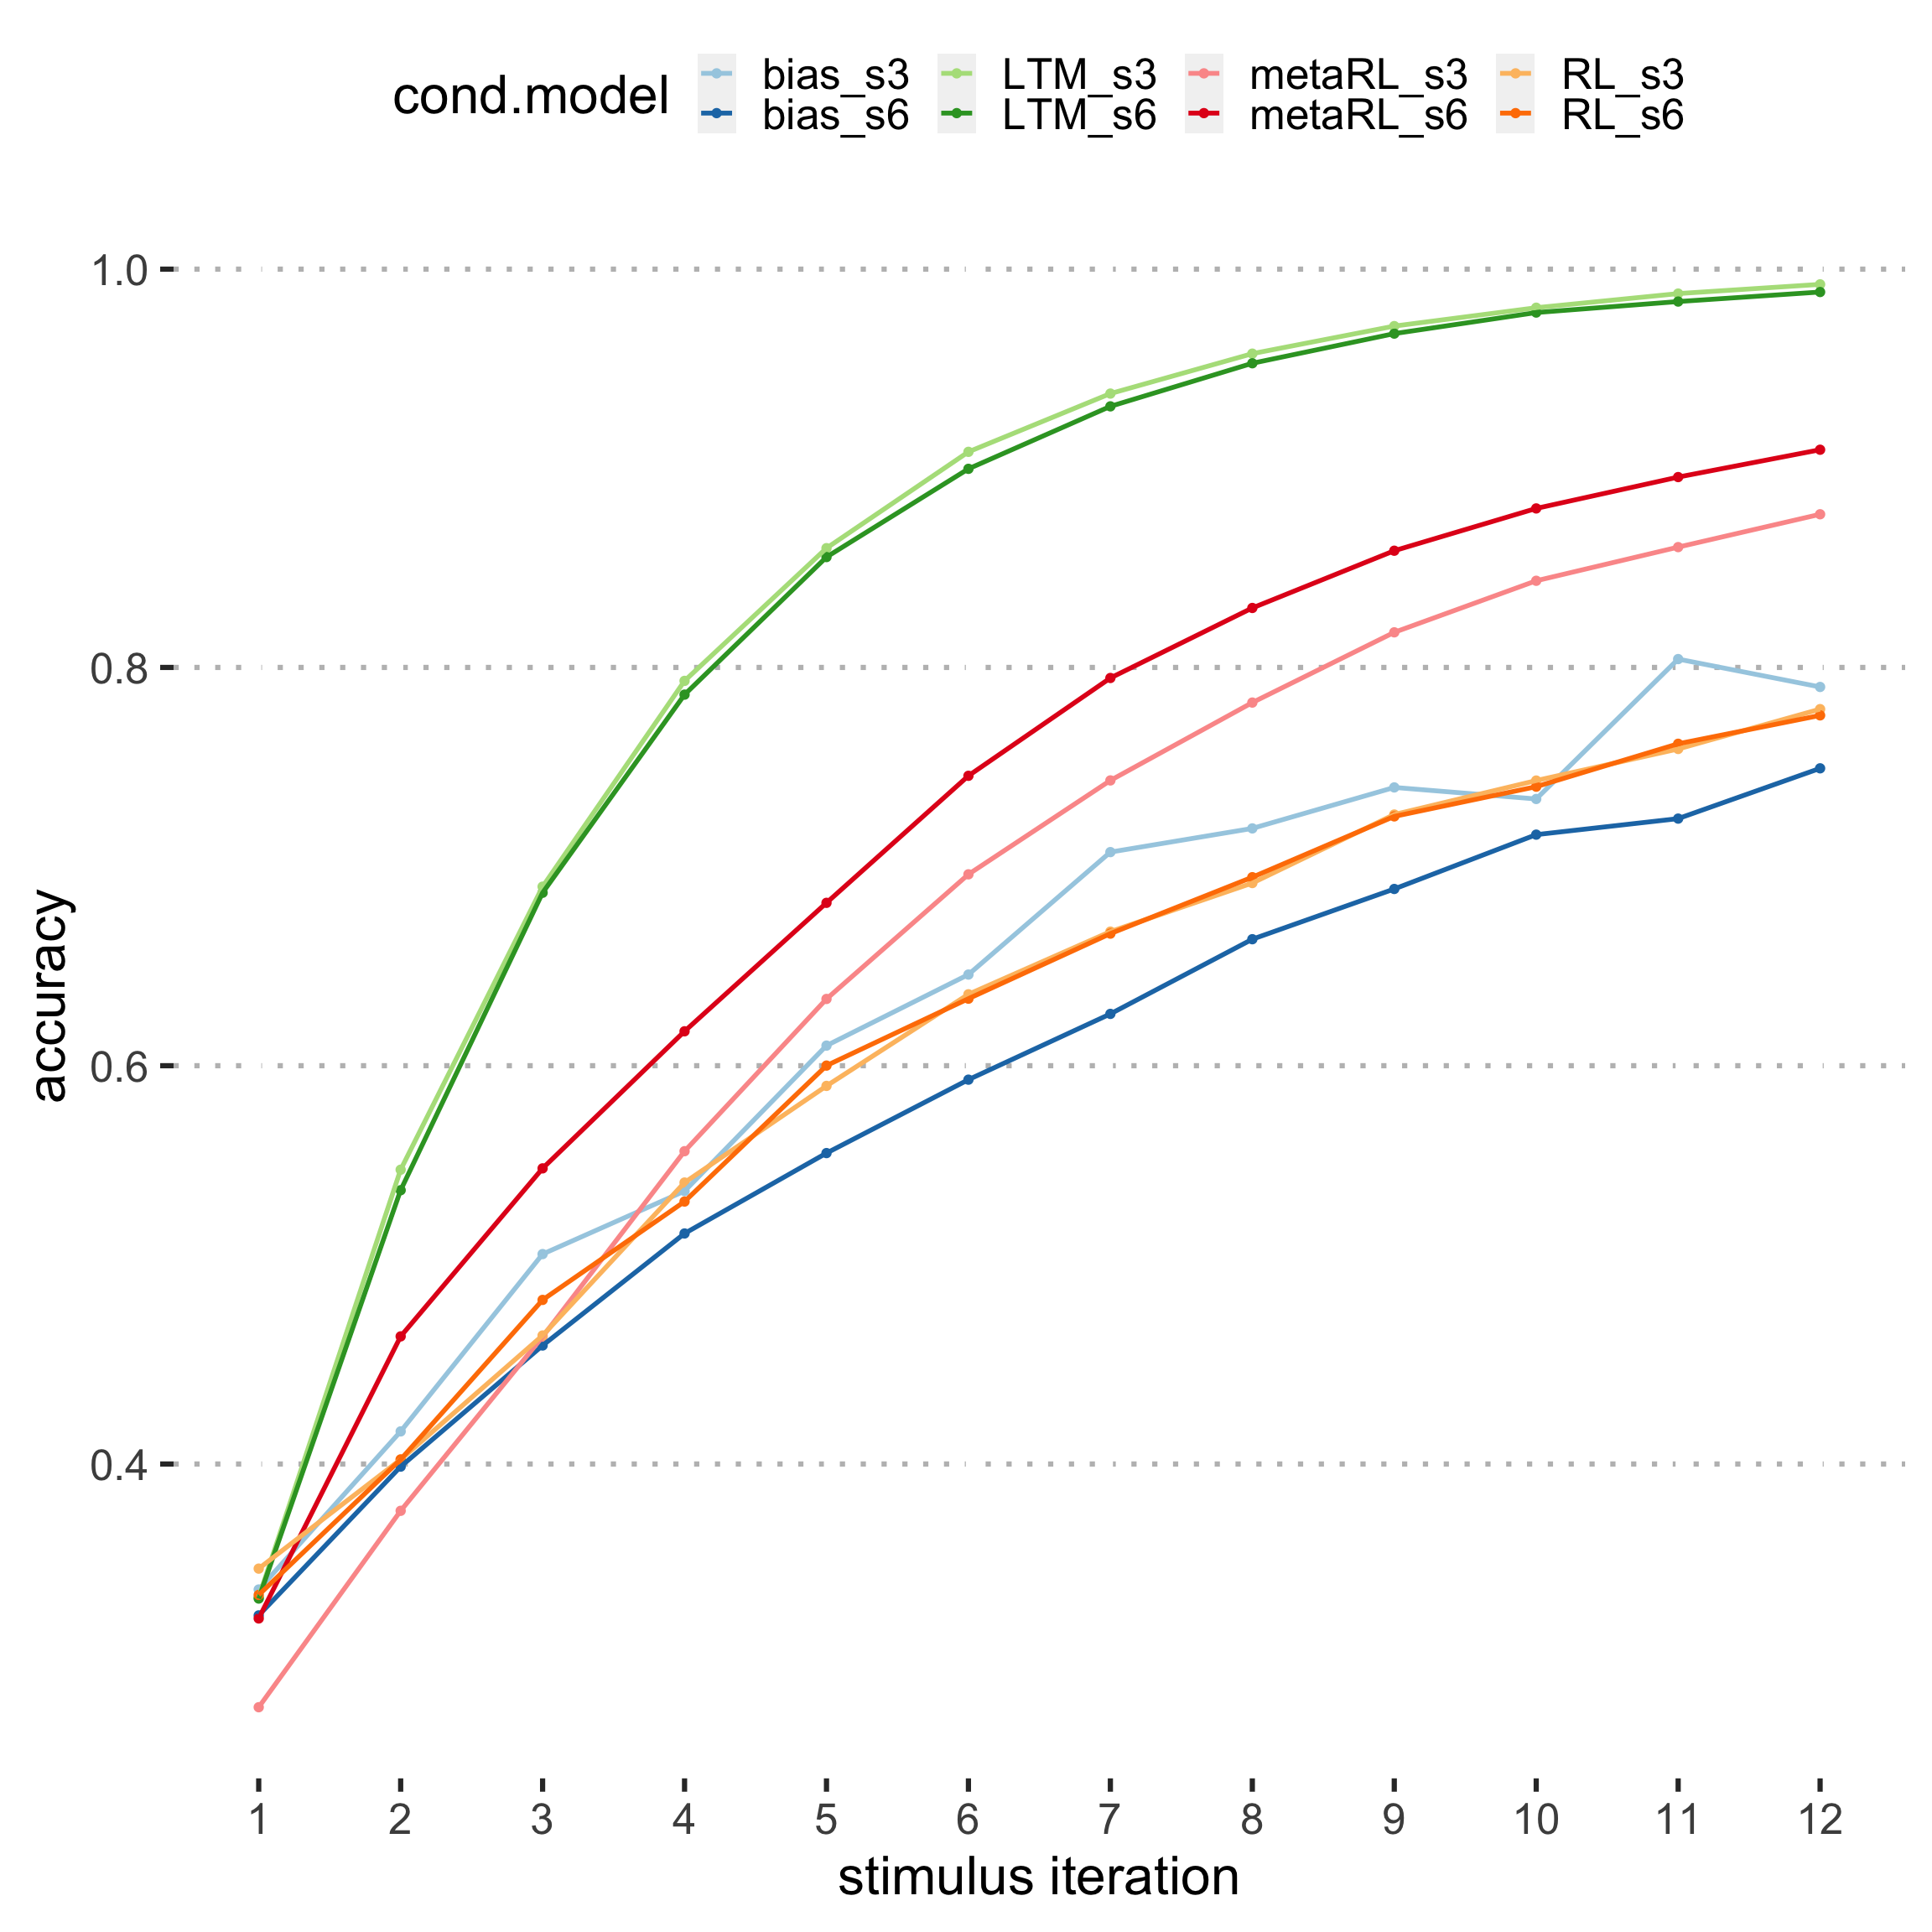 cond.model
bias_s3 LTM_s3 metaRL_s3 RL_s3
bias_s6 LTM_s6 metaRL_s6 RL_s6
accuracy
1.0
0.8
0.6
0.4
1 2 3 4 5 6 7 8 9 10 11 12
stimulus iteration